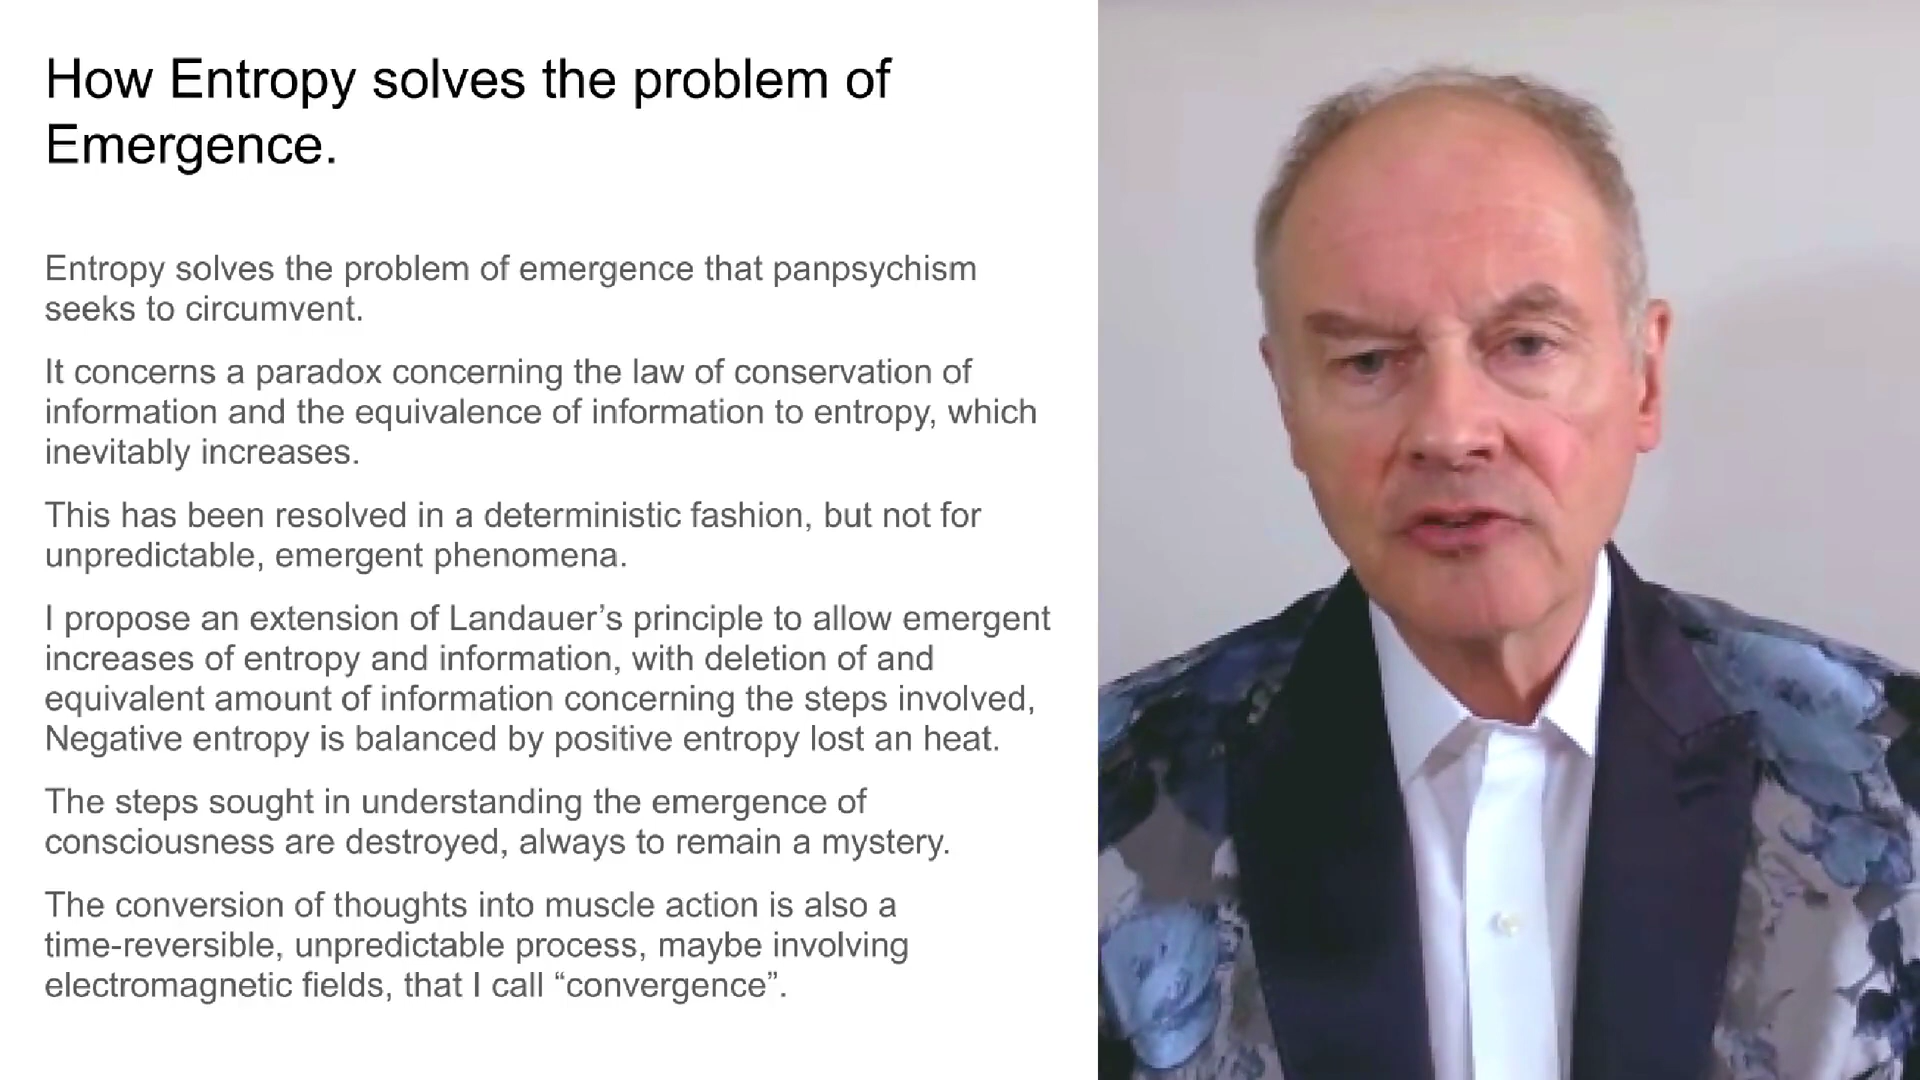 How Entropy solves the problem of
Emergence.
Entropy solves the problem of emergence that panpsychism
seeks to circumvent.
It concerns a paradox concerning the law of conservation of
information and the equivalence of information to entropy, which
inevitably increases.
This has been resolved in a deterministic fashion, but not for
unpredictable, emergent phenomena.
I propose an extension of Landauer’s principle to allow emergent
increases of entropy and information, with deletion of and
equivalent amount of information concerning the steps involved,
Negative entropy is balanced by positive entropy lost an heat.
The steps sought in understanding the emergence of
consciousness are destroyed, always to remain a mystery.
The conversion of thoughts into muscle action is also a
time-reversible, unpredictable process, maybe involving
electromagnetic fields, that I call “convergence”.